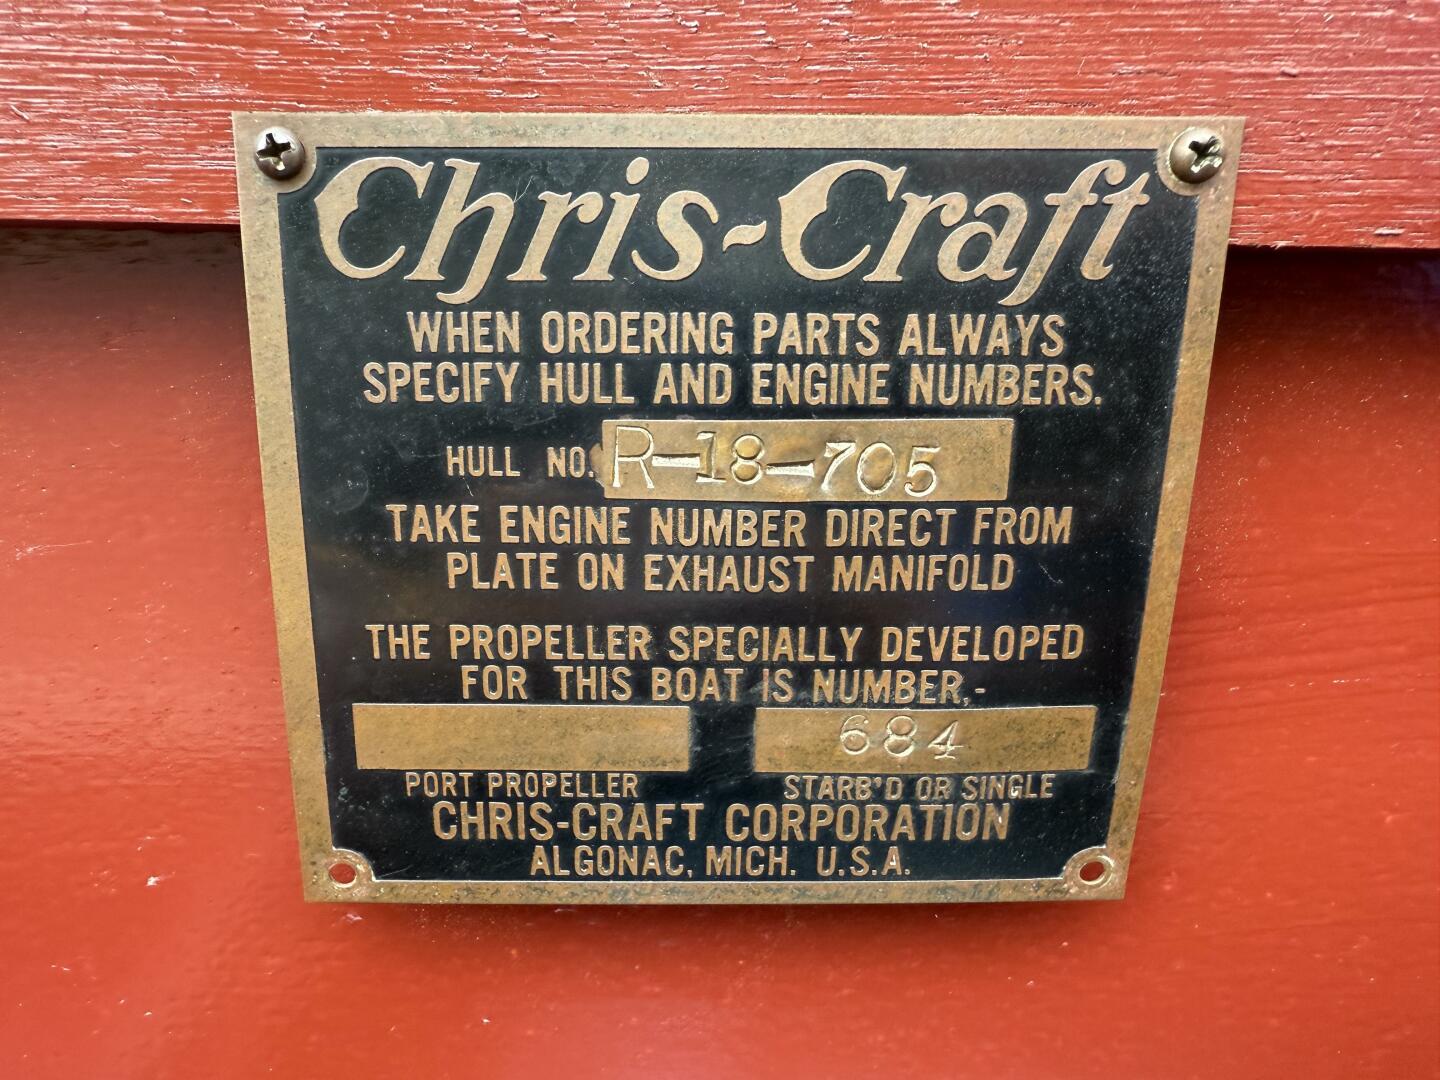 Chris-Craft
WHEN ORDERING PARTS ALWAYS
SPECIFY HULL AND ENGINE NUMBERS.
HULL NO. R-18-705
TAKE ENGINE NUMBER DIRECT FROM
PLATE ON EXHAUST MANIFOLD
THE PROPELLER SPECIALLY DEVELOPED
FOR THIS BOAT IS NUMBER,-
684
PORT PROPELLER STARB'D OR SINGLE
CHRIS-CRAFT CORPORATION
ALGONAC, MICH. U.S.A.